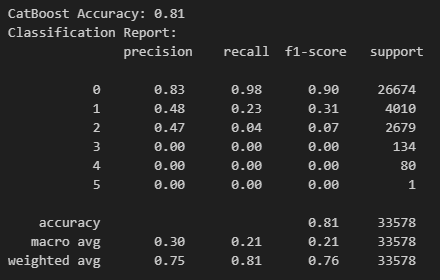 CatBoost Accuracy: 0.81
Classification Report:
precision recall f1-score support
0 0.83 0.98 0.90 26674
1 0.48 0.23 0.31 4010
2 0.47 0.04 0.07 2679
3 0.00 0.00 0.00 134
4 0.00 0.00 0.00 80
5 0.00 0.00 0.00 1
accuracy 0.81 33578
macro avg 0.30 0.21 0.21 33578
weighted avg 0.75 0.81 0.76 33578